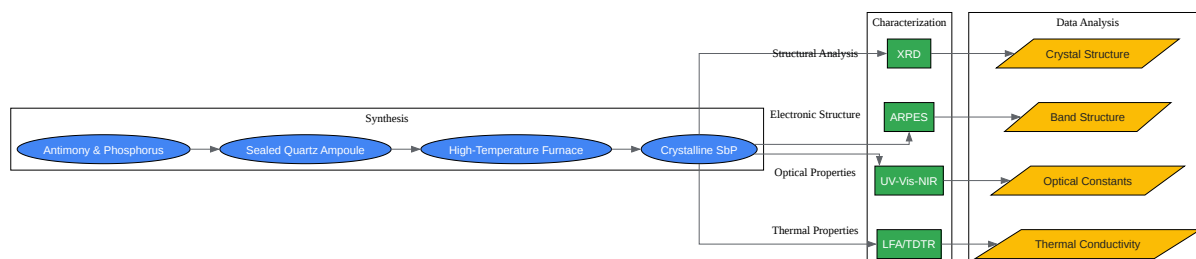 Characterization
Data Analysis
Structural Analysis
XRD
Crystal Structure
Synthesis
Electronic Structure
ARPES
Band Structure
Antimony & Phosphorus
Sealed Quartz Ampoule
High-Temperature Furnace
Crystalline SbP
Optical Properties
UV-Vis-NIR
Optical Constants
Thermal Properties
LFA/TDTR
Thermal Conductivity